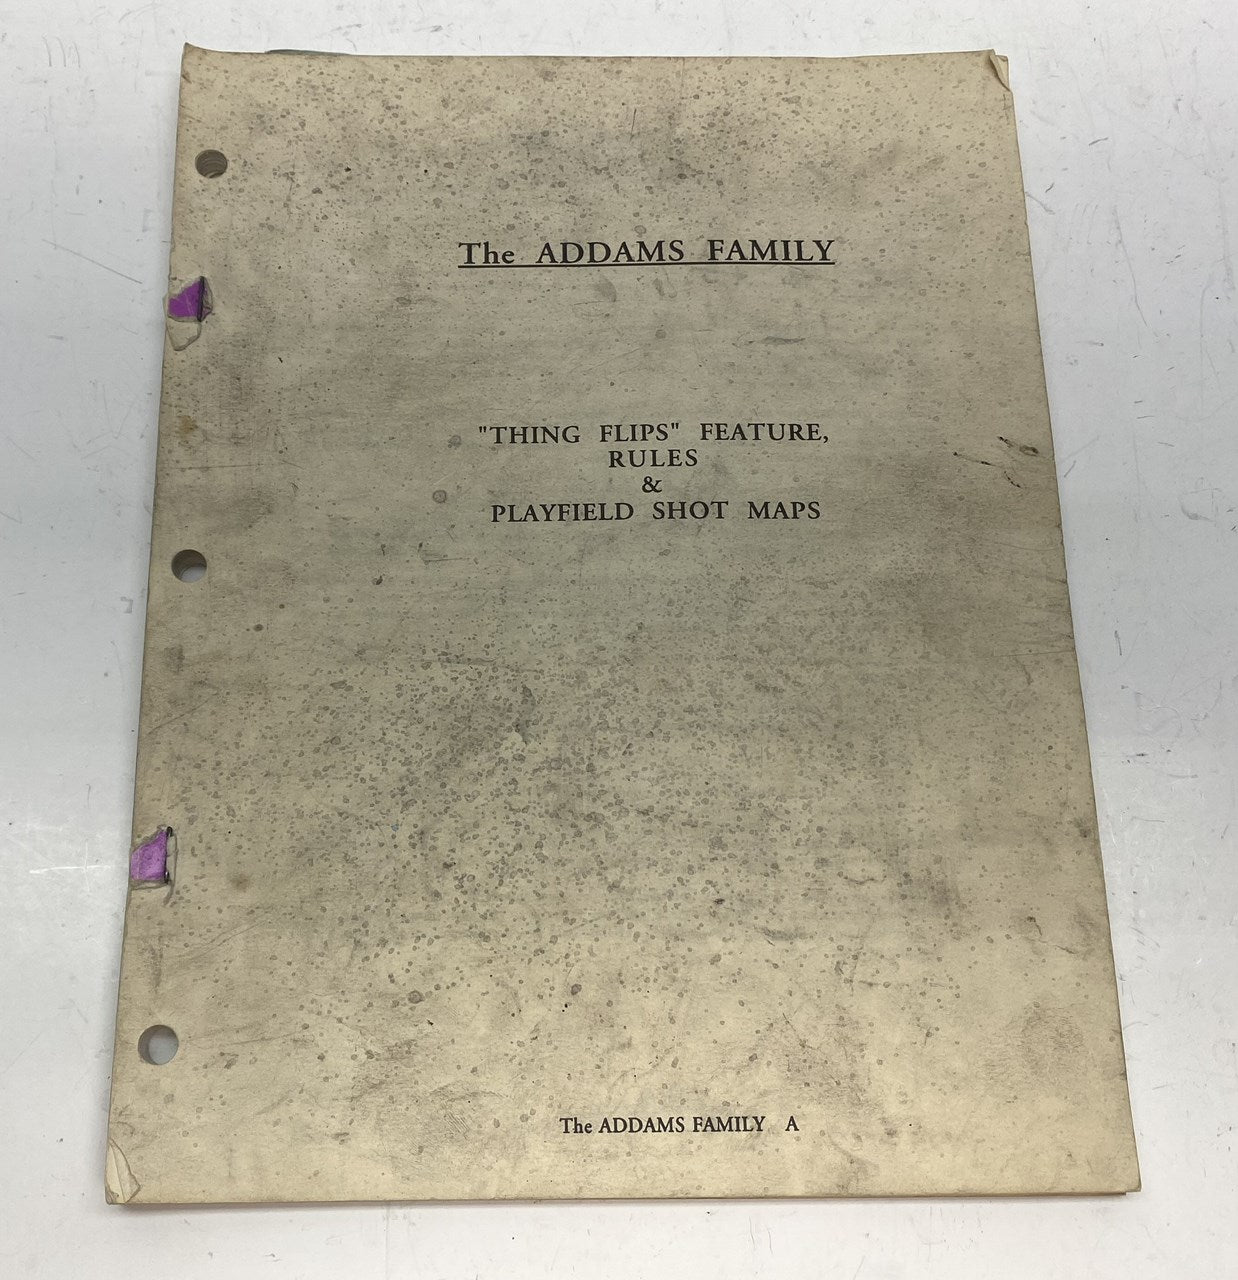 The ADDAMS FAMILY
"THING FLIPS" FEATURE,
RULES
&
PLAYFIELD SHOT MAPS
The ADDAMS FAMILY A